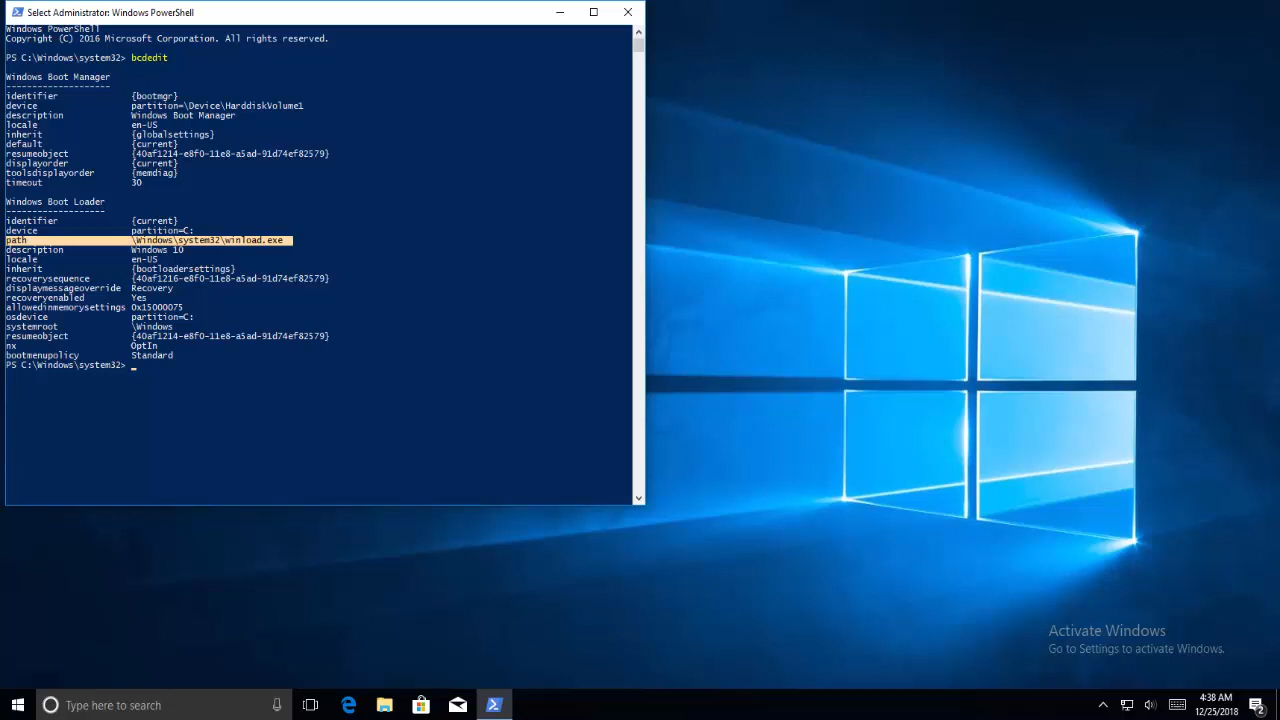 Select Administrator: Windows PowerShell
Windows PowerShell
Copyright (C) 2016 Microsoft Corporation. All rights reserved.
PS C:\Windows\system32> bcdedit
Windows Boot Manager
--------------------
identifier {bootmgr}
device partition=\Device\HarddiskVolume1
description Windows Boot Manager
locale en-US
inherit {globalsettings}
default {current}
resumeobject {40af1214-e8f0-11e8-a5ad-91d74ef82579}
displayorder {current}
toolsdisplayorder {memdiag}
timeout 30
Windows Boot Loader
-------------------
identifier {current}
device partition=C:
path \Windows\system32\winload.exe
description Windows 10
locale en-US
inherit {bootloadersettings}
recoverysequence {40af1216-e8f0-11e8-a5ad-91d74ef82579}
displaymessageoverride Recovery
recoveryenabled Yes
allowedinmemorysettings 0x15000075
osdevice partition=C:
systemroot \Windows
resumeobject {40af1214-e8f0-11e8-a5ad-91d74ef82579}
nx OptIn
bootmenupolicy Standard
PS C:\Windows\system32> _
Activate Windows
Go to Settings to activate Windows.
Type here to search
4:38 AM
12/25/2018
2